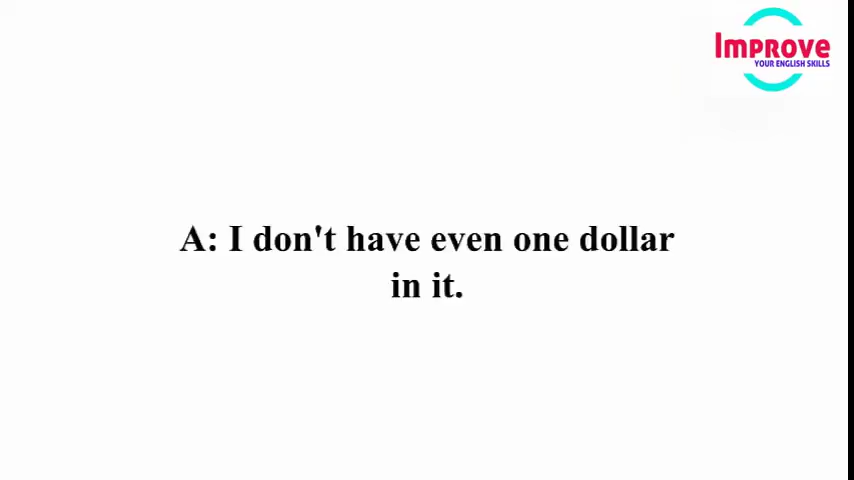 Improve
YOUR ENGLISH SKILLS
A: I don't have even one dollar
in it.